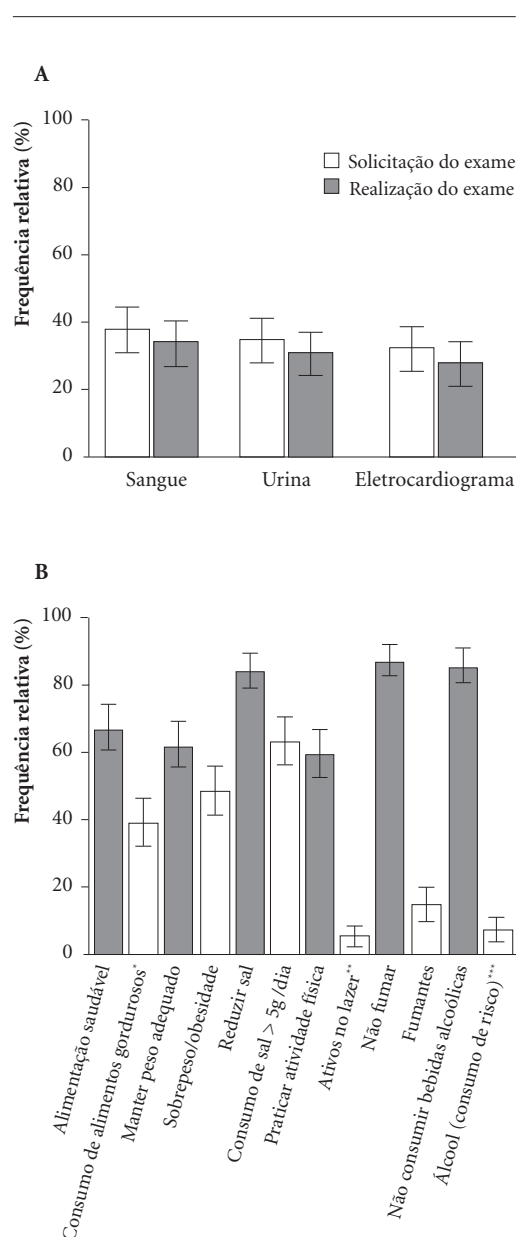 A
Frequência relativa (%)
100
80
60
40
20
0
Solicitação do exame
Realização do exame
Sangue
Urina
Eletrocardiograma
B
Frequência relativa (%)
100
80
60
40
20
0
Alimentação saudável
Consumo de alimentos gordurosos*
Manter peso adequado
Sobrepeso/obesidade
Reduzir sal
Consumo de sal > 5g /dia
Praticar atividade física
Ativos no lazer**
Não fumar
Fumantes
Não consumir bebidas alcoólicas
Álcool (consumo de risco)***